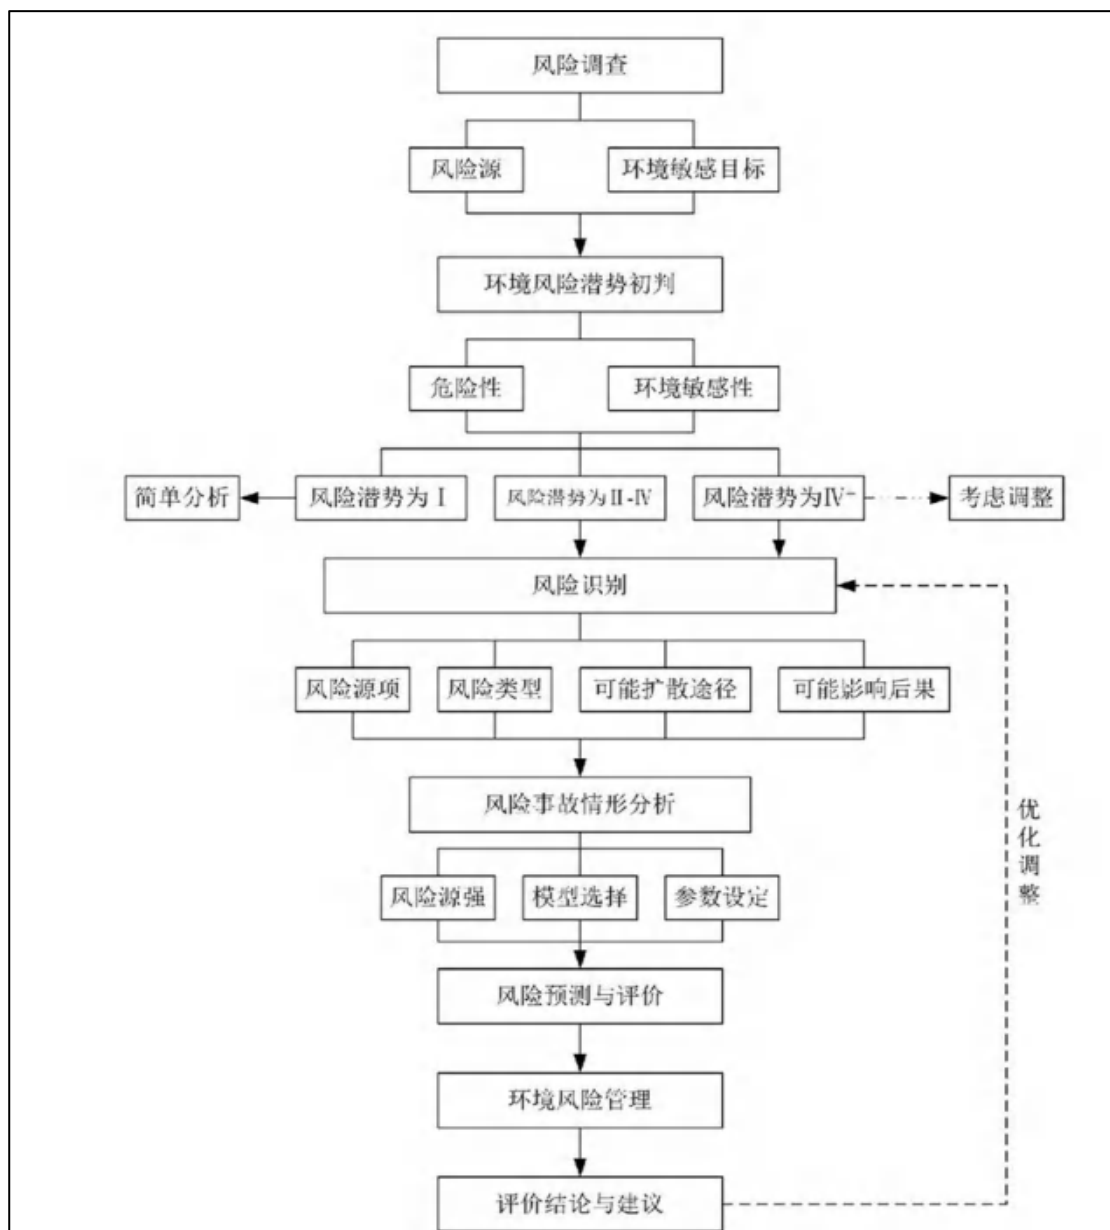 风险调查
风险源
环境敏感目标
环境风险潜势初判
危险性
环境敏感性
简单分析
风险潜势为Ⅰ
风险潜势为Ⅱ-Ⅳ
风险潜势为Ⅳ+
考虑调整
风险识别
风险源项
风险类型
可能扩散途径
可能影响后果
风险事故情形分析
风险源强
模型选择
参数设定
优化调整
风险预测与评价
环境风险管理
评价结论与建议